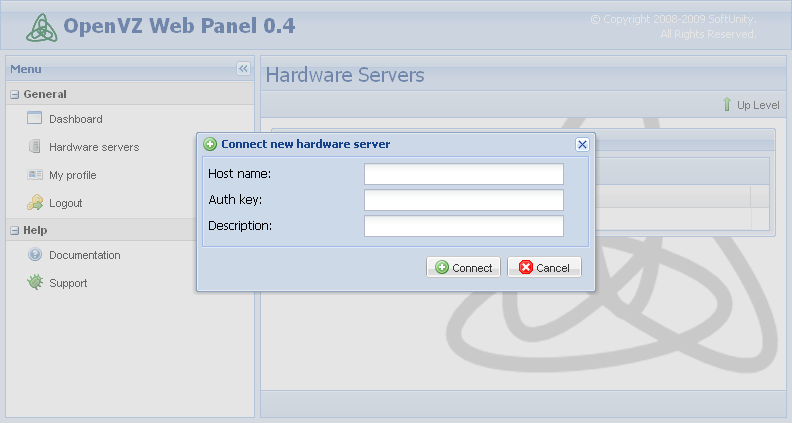 OpenVZ Web Panel 0.4
© Copyright 2008-2009 SoftUnity.
All Rights Reserved.
Menu
General
Dashboard
Hardware servers
My profile
Logout
Help
Documentation
Support
Hardware Servers
Up Level
Connect new hardware server
Host name:
Auth key:
Description:
Connect
Cancel